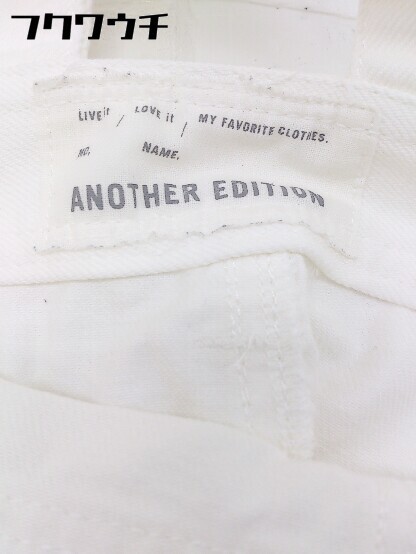 フクワウチ
LIVE it / LOVE it / MY FAVORITE CLOTHES.
NO. NAME.
ANOTHER EDITION